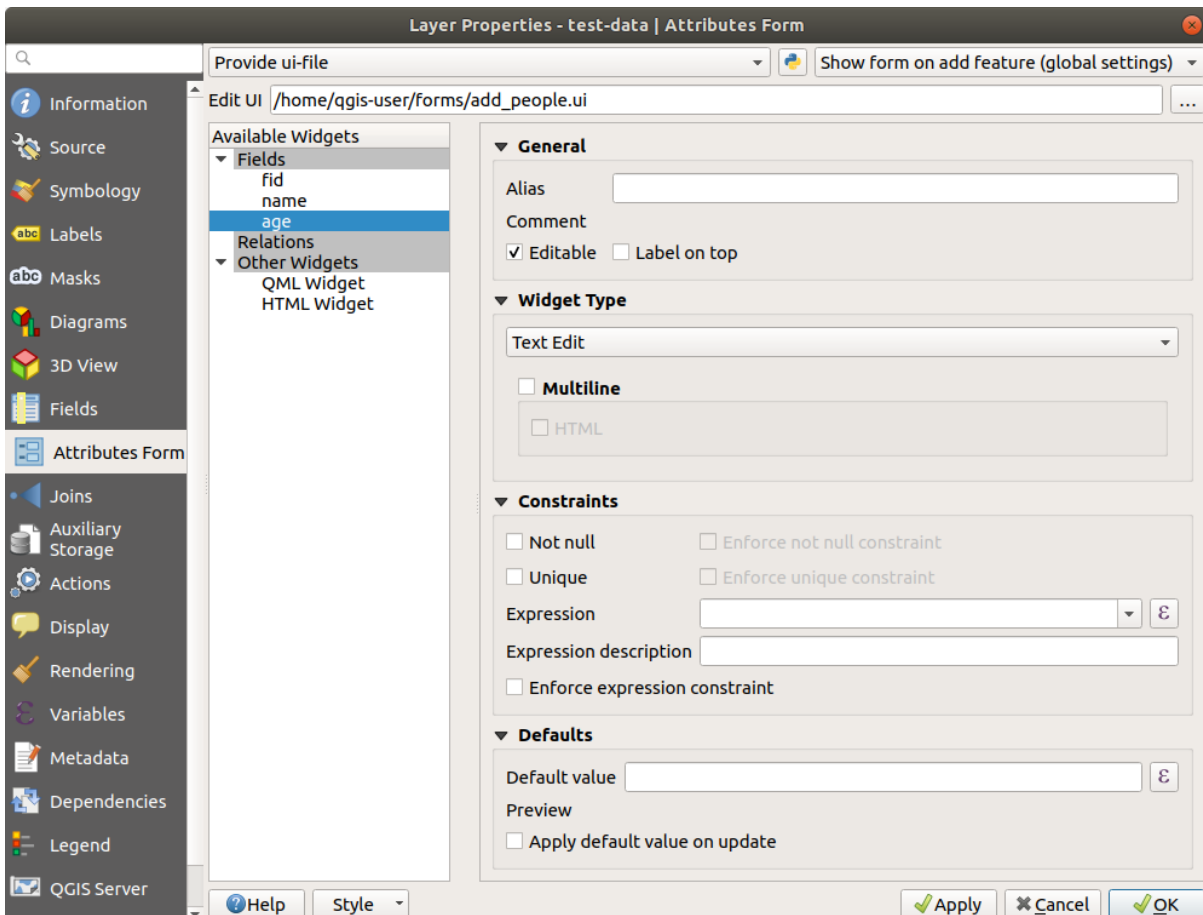 Layer Properties - test-data | Attributes Form
Provide ui-file
Show form on add feature (global settings)
Edit UI /home/qgis-user/forms/add_people.ui
...
Information
Source
Symbology
abc Labels
abc Masks
Diagrams
3D View
Fields
Attributes Form
Joins
Auxiliary
Storage
Actions
Display
Rendering
Variables
Metadata
Dependencies
Legend
QGIS Server
Available Widgets
Fields
fid
name
age
Relations
Other Widgets
QML Widget
HTML Widget
General
Alias
Comment
Editable Label on top
Widget Type
Text Edit
Multiline
HTML
Constraints
Not null Enforce not null constraint
Unique Enforce unique constraint
Expression ε
Expression description
Enforce expression constraint
Defaults
Default value ε
Preview
Apply default value on update
Help Style Apply Cancel OK